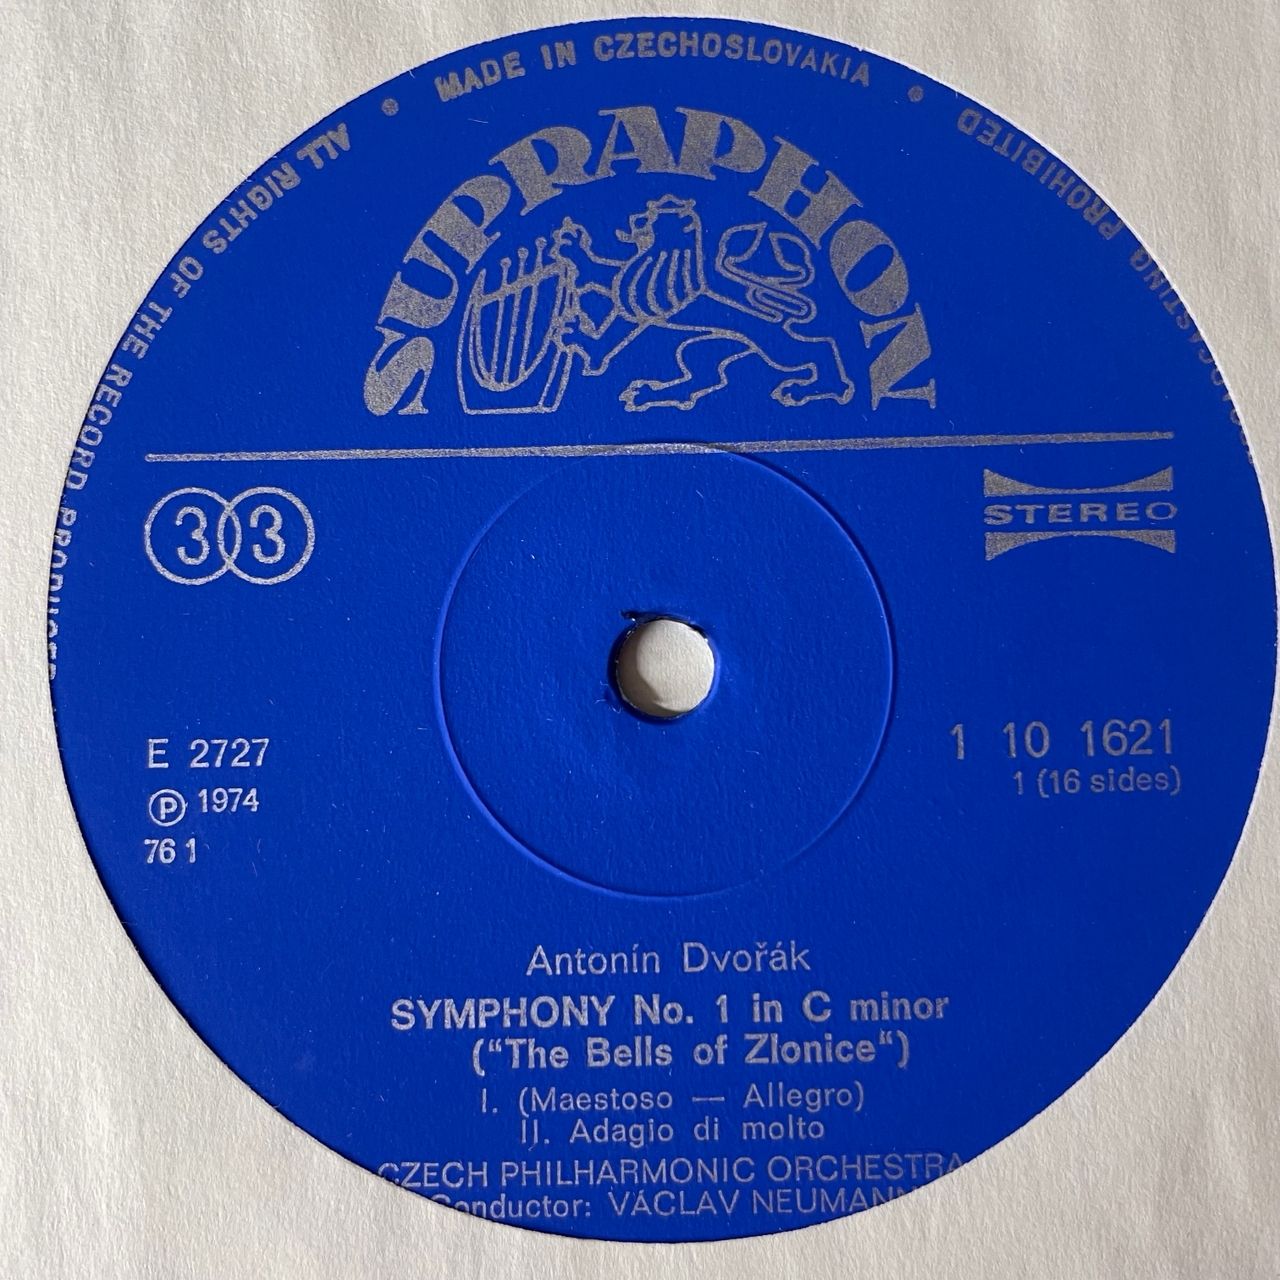 ALL RIGHTS OF THE RECORD PRODUCER • MADE IN CZECHOSLOVAKIA • PROHIBITED
SUPRAPHON
33
STEREO
E 2727
Ⓟ 1974
76 1
1 10 1621
1 (16 sides)
Antonín Dvořák
SYMPHONY No. 1 in C minor
("The Bells of Zlonice“)
I. (Maestoso — Allegro)
II. Adagio di molto
CZECH PHILHARMONIC ORCHESTRA
Conductor: VÁCLAV NEUMANN